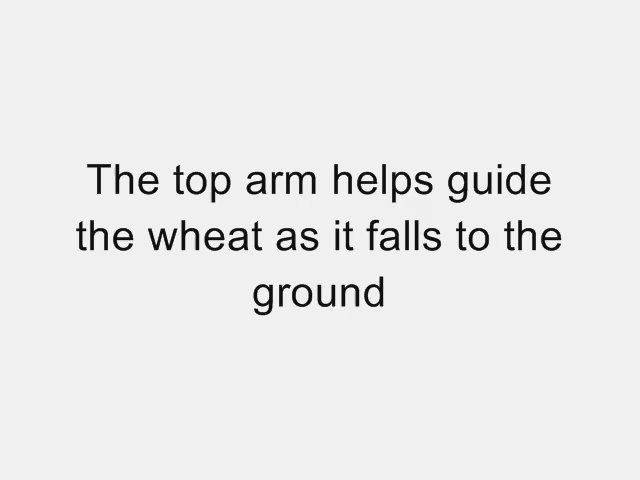 The top arm helps guide
the wheat as it falls to the
ground